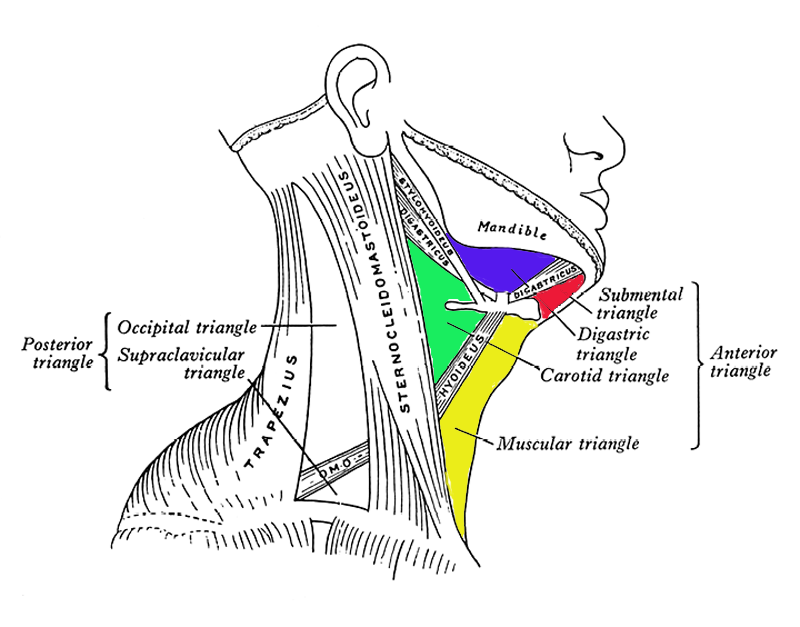 STYLOHYOIDEUS
DIGASTRICUS
STERNOCLEIDOMASTOIDEUS
Mandible
DIGASTRICUS
Submental
triangle
Digastric
triangle
Carotid triangle
Anterior
triangle
Muscular triangle
HYOIDEUS
Posterior
triangle
Occipital triangle
Supraclavicular
triangle
TRAPEZIUS
OMO